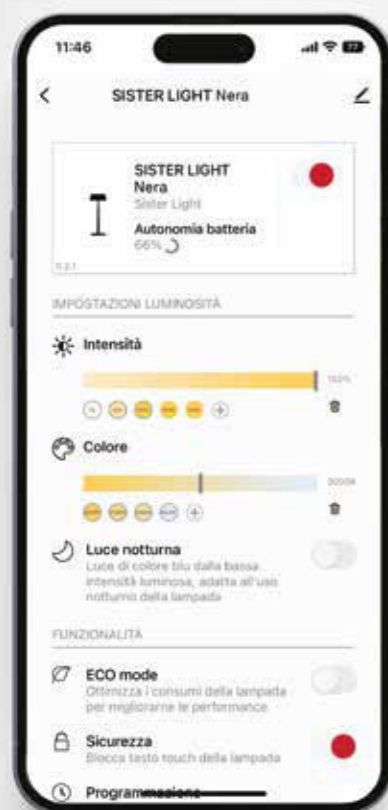 11:46
77
SISTER LIGHT Nera
SISTER LIGHT
Nera
Sister Light
Autonomia batteria
66%
IMPOSTAZIONI LUMINOSITÀ
Intensità
100%
Colore
Luce notturna
Luce di colore blu dalla bassa
intensità luminosa, adatta all'uso
notturno della lampada
FUNZIONALITÀ
ECO mode
Ottimizza i consumi della lampada
per migliorarne le performance
Sicurezza
Blocca tasto touch della lampada
Programmazione